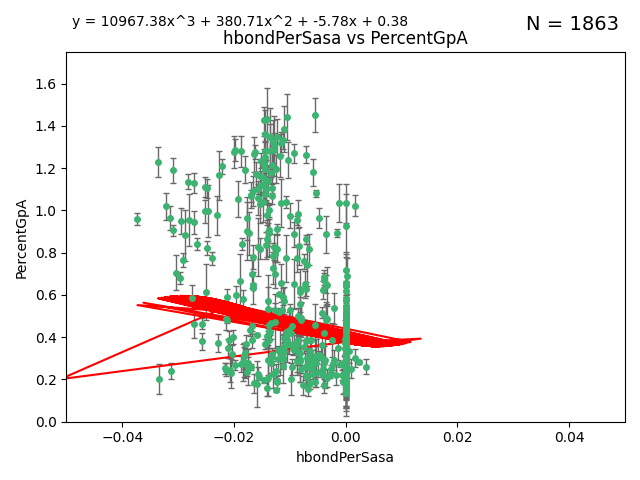 y = 10967.38x^3 + 380.71x^2 + -5.78x + 0.38
N = 1863
hbondPerSasa vs PercentGpA
PercentGpA
1.6
1.4
1.2
1.0
0.8
0.6
0.4
0.2
0.0
−0.04 −0.02 0.00 0.02 0.04
hbondPerSasa